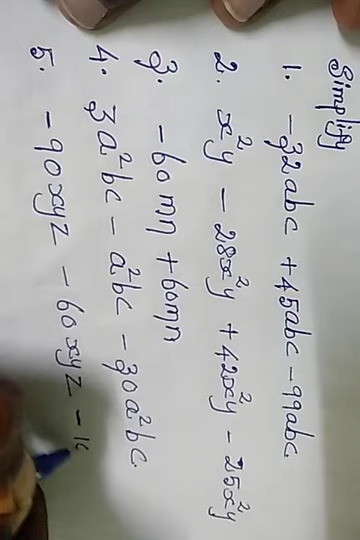 Simplify
1. -32abc + 45abc - 99abc
2. x²y - 28x²y + 42x²y - 25x²y
3. -60mn + 60mn
4. 3a²bc - a²bc - 30a²bc
5. -90xyz - 60xyz -